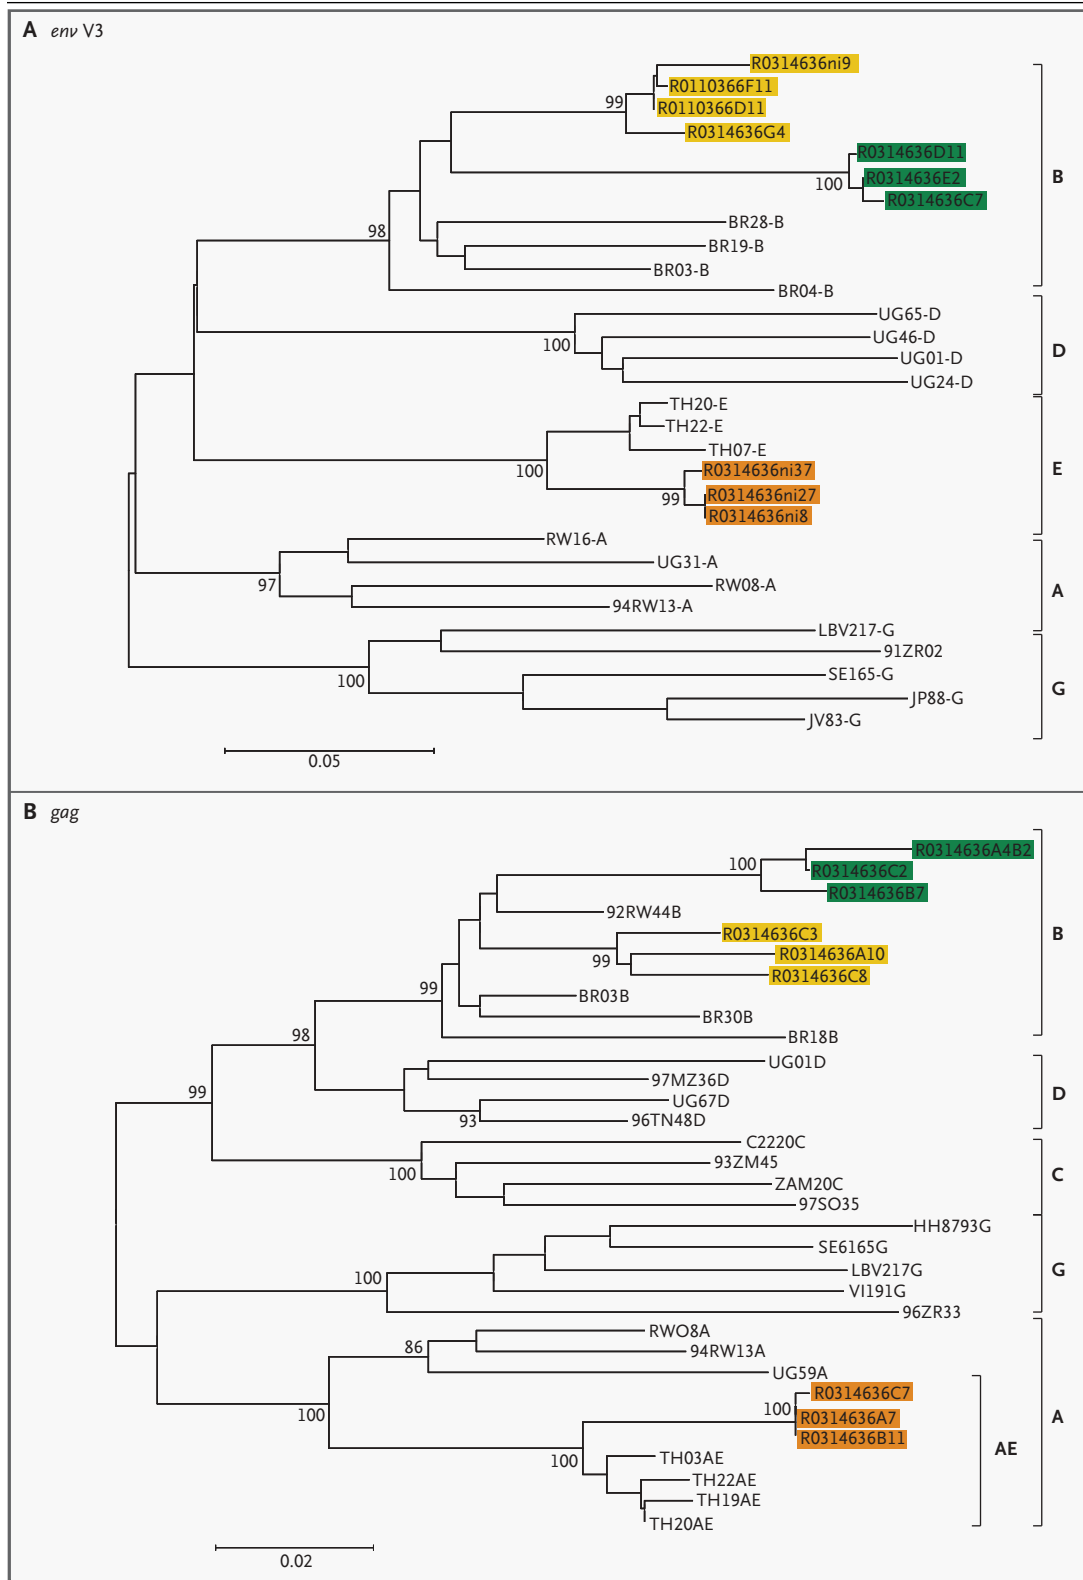 A env V3
R0314636ni9
R0110366F11
99
R0110366D11
R0314636G4
R0314636D11
B
R0314636E2
100
R0314636C7
BR28-B
98
BR19-B
BR03-B
BR04-B
UG65-D
UG46-D
100
D
UG01-D
UG24-D
TH20-E
TH22-E
TH07-E
100
R0314636ni37
E
99
R0314636ni27
R0314636ni8
RW16-A
UG31-A
97
RW08-A
A
94RW13-A
LBV217-G
91ZR02
100
SE165-G
G
JP88-G
JV83-G
0.05
B gag
R0314636A4B2
100
R0314636C2
R0314636B7
92RW44B
R0314636C3
B
99
R0314636A10
R0314636C8
99
BR03B
BR30B
98
BR18B
UG01D
97MZ36D
99
D
UG67D
93
96TN48D
C2220C
93ZM45
100
C
ZAM20C
97SO35
HH8793G
SE6165G
LBV217G
G
100
VI191G
96ZR33
RWO8A
86
94RW13A
UG59A
R0314636C7
100
100
R0314636A7
A
R0314636B11
AE
100
TH03AE
TH22AE
TH19AE
TH20AE
0.02